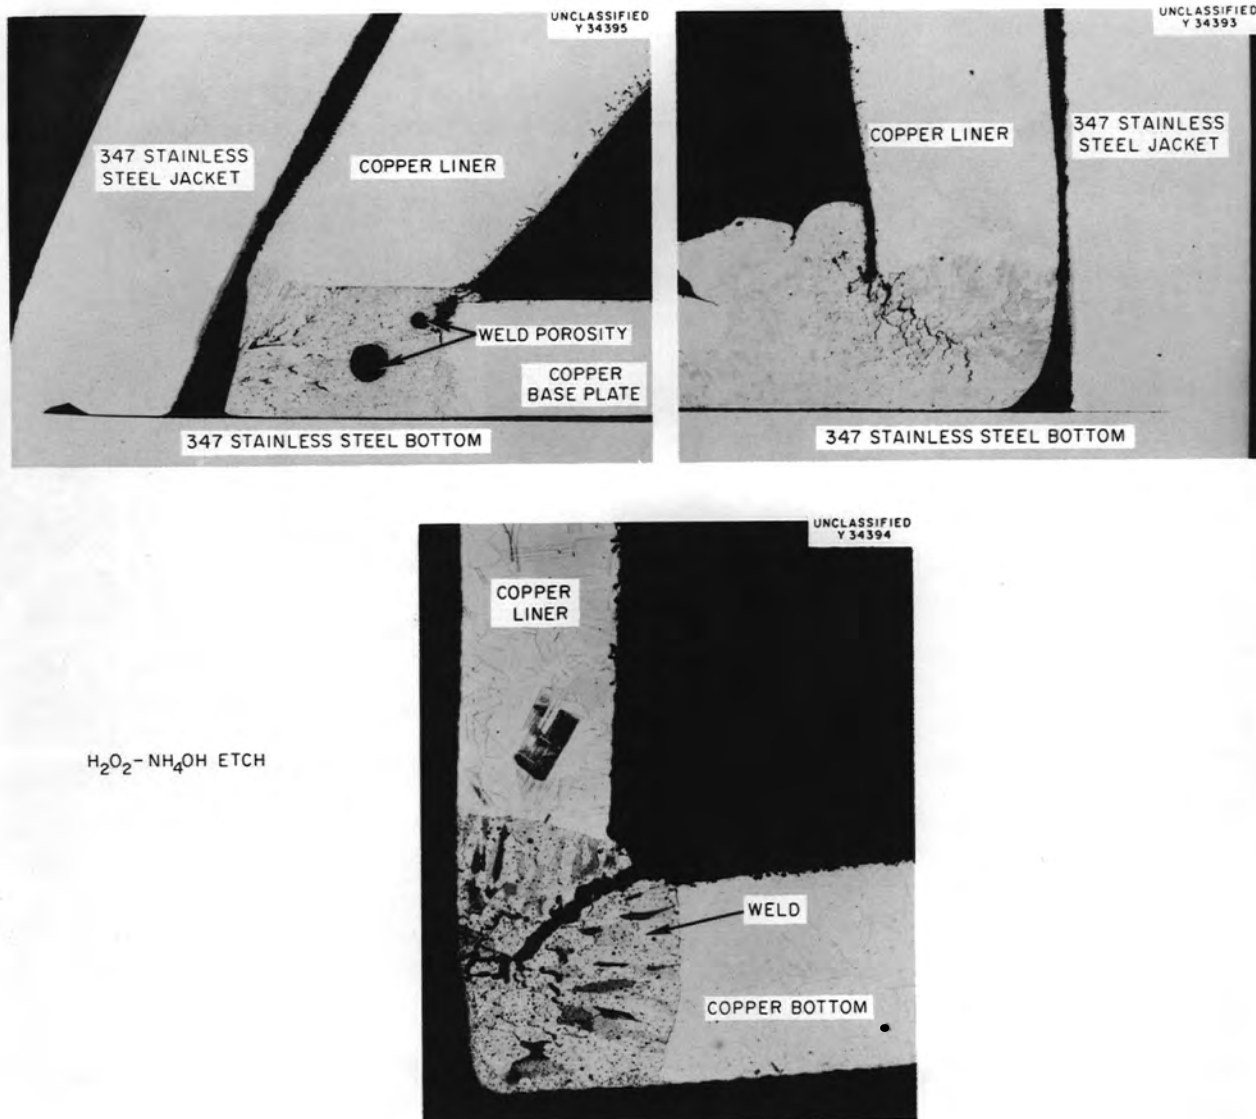 UNCLASSIFIED
Y 34395
347 STAINLESS
STEEL JACKET
COPPER LINER
WELD POROSITY
COPPER
BASE PLATE
347 STAINLESS STEEL BOTTOM
UNCLASSIFIED
Y 34393
COPPER LINER
347 STAINLESS
STEEL JACKET
347 STAINLESS STEEL BOTTOM
UNCLASSIFIED
Y 34394
COPPER
LINER
WELD
COPPER BOTTOM
H₂O₂-NH₄OH ETCH